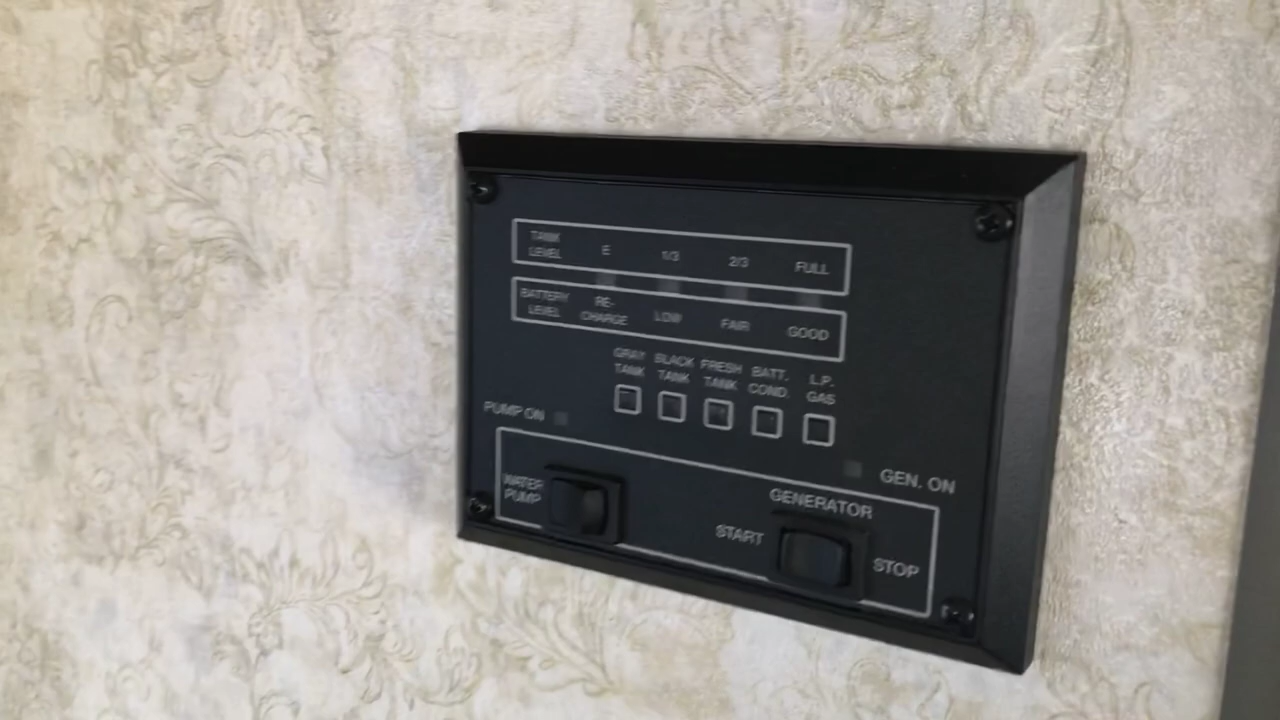 TANK LEVEL E 1/3 2/3 FULL
BATTERY LEVEL RE-CHARGE LOW FAIR GOOD
GRAY TANK BLACK TANK FRESH TANK BATT. COND. L.P. GAS
PUMP ON
GEN. ON
WATER PUMP
GENERATOR
START
STOP